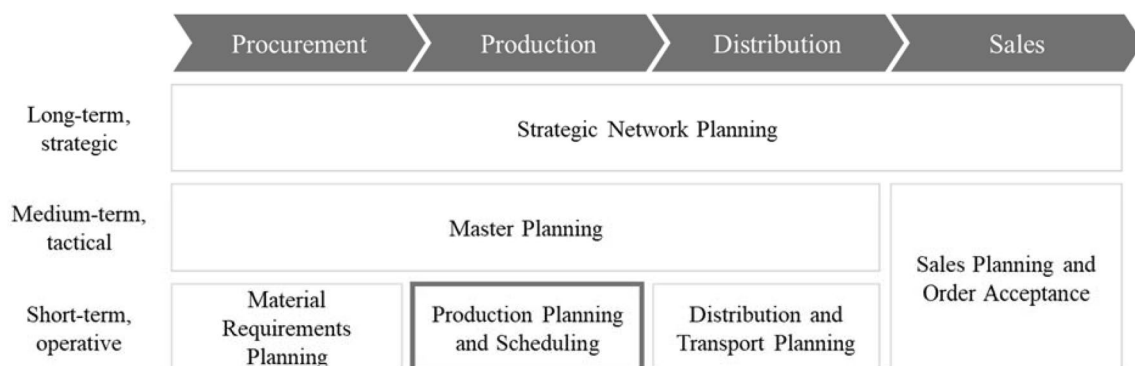 Procurement Production Distribution Sales
Long-term,
strategic
Strategic Network Planning
Medium-term,
tactical
Master Planning
Sales Planning and
Order Acceptance
Short-term,
operative
Material
Requirements
Planning
Production Planning
and Scheduling
Distribution and
Transport Planning